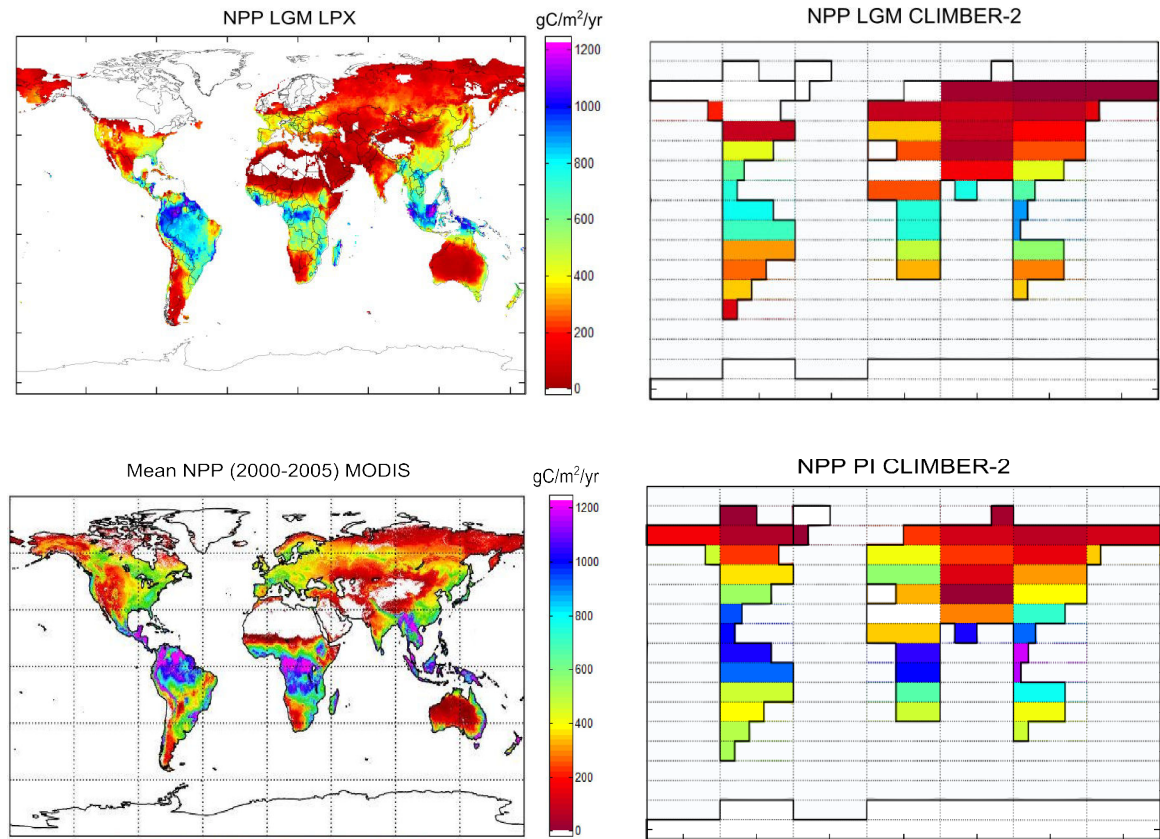 NPP LGM LPX
gC/m²/yr
1200
1000
800
600
400
200
0
NPP LGM CLIMBER-2
Mean NPP (2000-2005) MODIS
gC/m²/yr
1200
1000
800
600
400
200
0
NPP PI CLIMBER-2